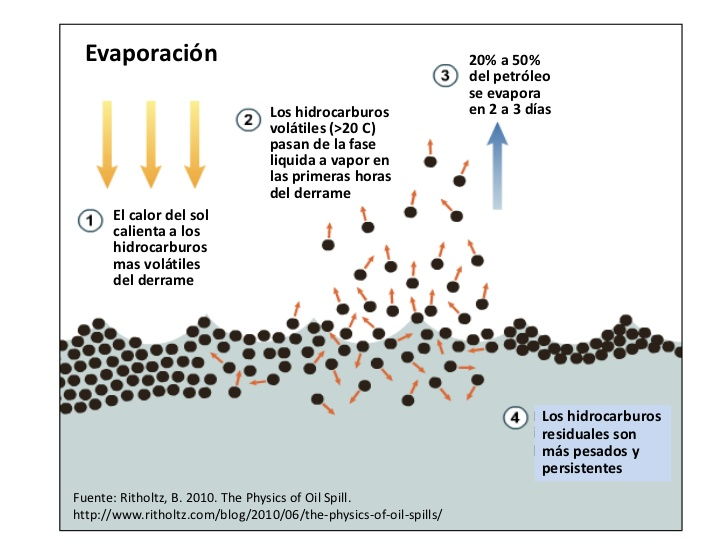 Evaporación
1
El calor del sol
calienta a los
hidrocarburos
mas volátiles
del derrame
2
Los hidrocarburos
volátiles (>20 C)
pasan de la fase
liquida a vapor en
las primeras horas
del derrame
3
20% a 50%
del petróleo
se evapora
en 2 a 3 días
4
Los hidrocarburos
residuales son
más pesados y
persistentes
Fuente: Ritholtz, B. 2010. The Physics of Oil Spill.
http://www.ritholtz.com/blog/2010/06/the-physics-of-oil-spills/